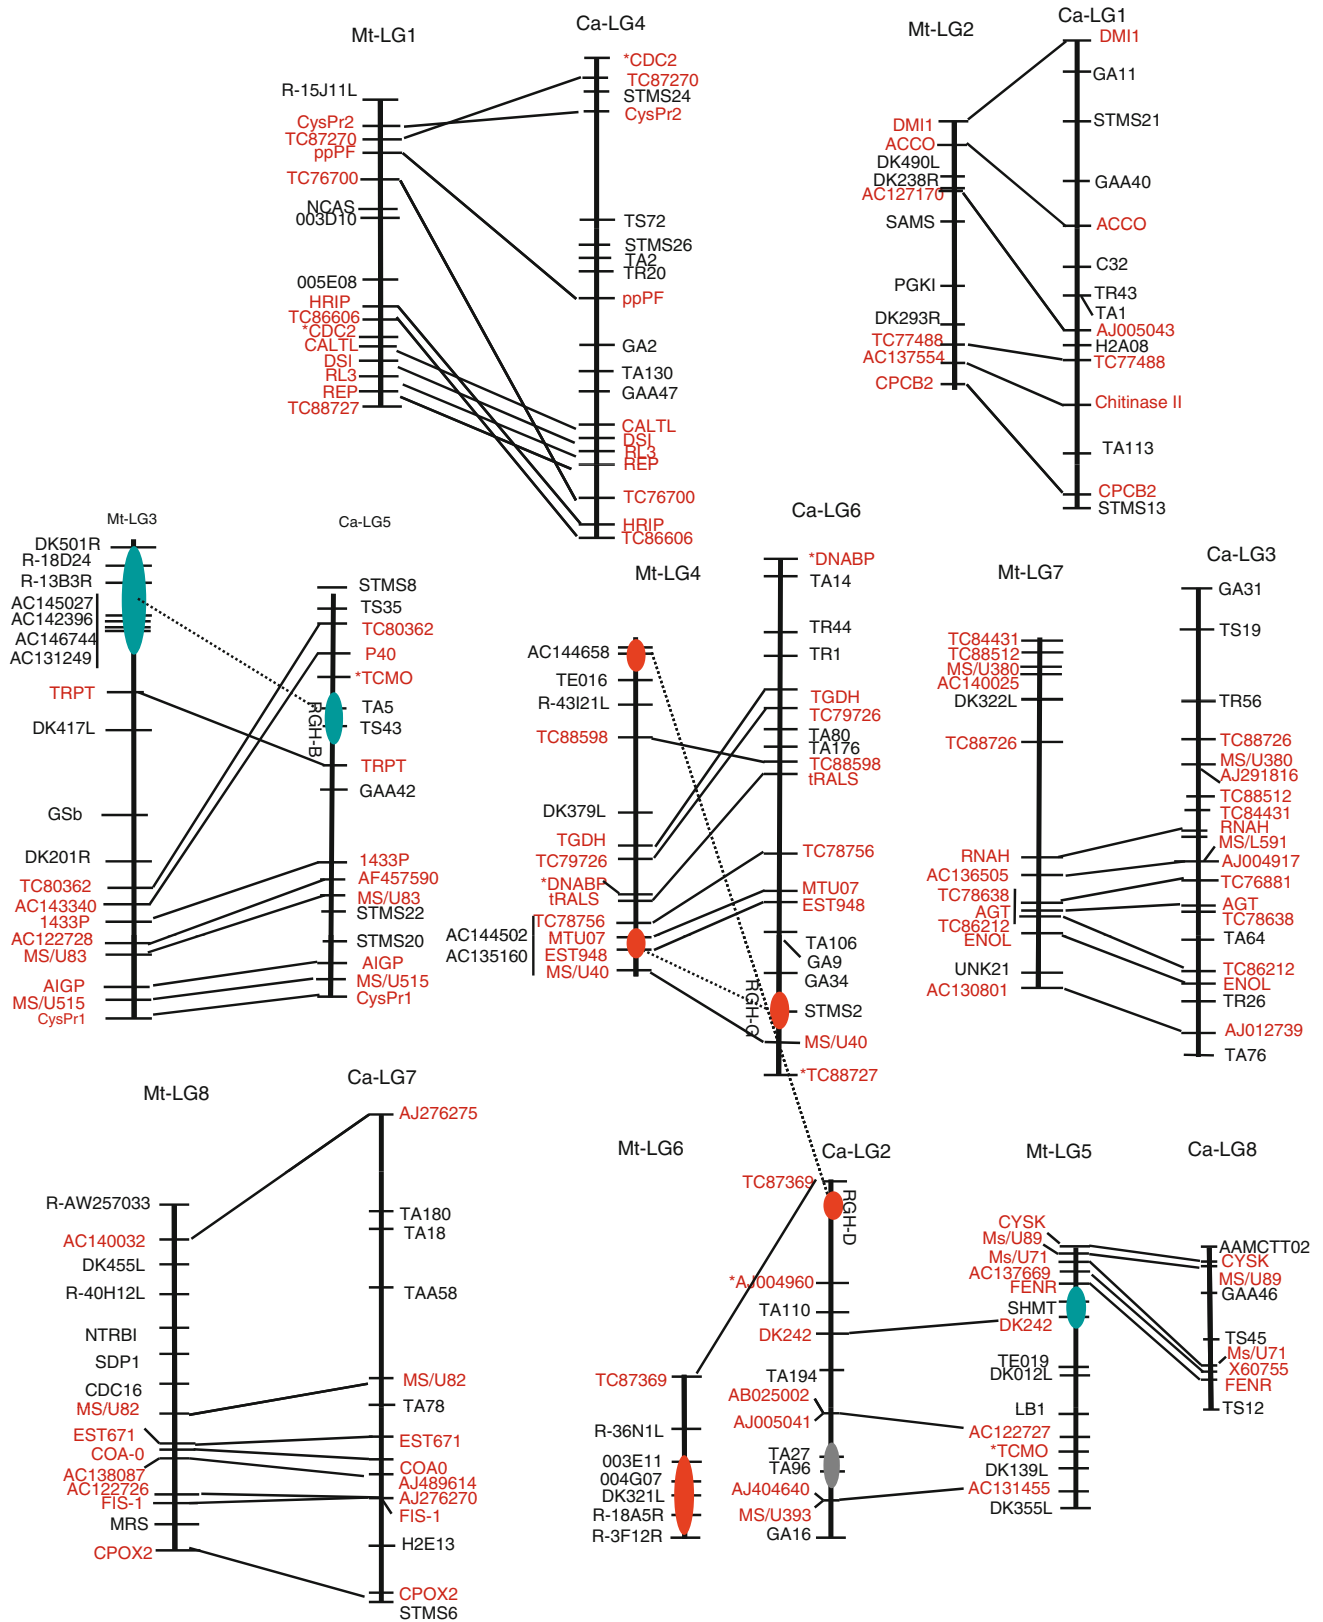 Mt-LG1
R-15J11L
CysPr2
TC87270
ppPF
TC76700
NCAS
003D10
005E08
HRIP
TC86606
*CDC2
CALTL
DSI
RL3
REP
TC88727
Ca-LG4
*CDC2
TC87270
STMS24
CysPr2
TS72
STMS26
TA2
TR20
ppPF
GA2
TA130
GAA47
CALTL
DSI
RL3
REP
TC76700
HRIP
TC86606
Mt-LG2
DMI1
ACCO
DK490L
DK238R
AC127170
SAMS
PGKI
DK293R
TC77488
AC137554
CPCB2
Ca-LG1
DMI1
GA11
STMS21
GAA40
ACCO
C32
TR43
TA1
AJ005043
H2A08
TC77488
Chitinase II
TA113
CPCB2
STMS13
Mt-LG3
DK501R
R-18D24
R-13B3R
AC145027
AC142396
AC146744
AC131249
TRPT
DK417L
GSb
DK201R
TC80362
AC143340
1433P
AC122728
MS/U83
AIGP
MS/U515
CysPr1
Ca-LG5
STMS8
TS35
TC80362
P40
*TCMO
TA5
TS43
RGH-B
TRPT
GAA42
1433P
AF457590
MS/U83
STMS22
STMS20
AIGP
MS/U515
CysPr1
Mt-LG4
AC144658
TE016
R-43I21L
TC88598
DK379L
TGDH
TC79726
*DNABP
tRALS
TC78756
AC144502
MTU07
AC135160
EST948
MS/U40
Ca-LG6
*DNABP
TA14
TR44
TR1
TGDH
TC79726
TA80
TA176
TC88598
tRALS
TC78756
MTU07
EST948
TA106
GA9
GA34
STMS2
RGH-G
MS/U40
*TC88727
Mt-LG7
TC84431
TC88512
MS/U380
AC140025
DK322L
TC88726
RNAH
AC136505
TC78638
AGT
TC86212
ENOL
UNK21
AC130801
Ca-LG3
GA31
TS19
TR56
TC88726
MS/U380
AJ291816
TC88512
TC84431
RNAH
MS/L591
AJ004917
TC76881
AGT
TC78638
TA64
TC86212
ENOL
TR26
AJ012739
TA76
Mt-LG8
R-AW257033
AC140032
DK455L
R-40H12L
NTRBI
SDP1
CDC16
MS/U82
EST671
COA-0
AC138087
AC122726
FIS-1
MRS
CPOX2
Ca-LG7
AJ276275
TA180
TA18
TAA58
MS/U82
TA78
EST671
COA0
AJ489614
AJ276270
FIS-1
H2E13
CPOX2
STMS6
Mt-LG6
TC87369
R-36N1L
003E11
004G07
DK321L
R-18A5R
R-3F12R
Ca-LG2
TC87369
RGH-D
*AJ004960
TA110
DK242
TA194
AB025002
AJ005041
TA27
TA96
AJ404640
MS/U393
GA16
Mt-LG5
CYSK
Ms/U89
Ms/U71
AC137669
FENR
SHMT
DK242
TE019
DK012L
LB1
AC122727
*TCMO
DK139L
AC131455
DK355L
Ca-LG8
AAMCTT02
CYSK
MS/U89
GAA46
TS45
Ms/U71
X60755
FENR
TS12